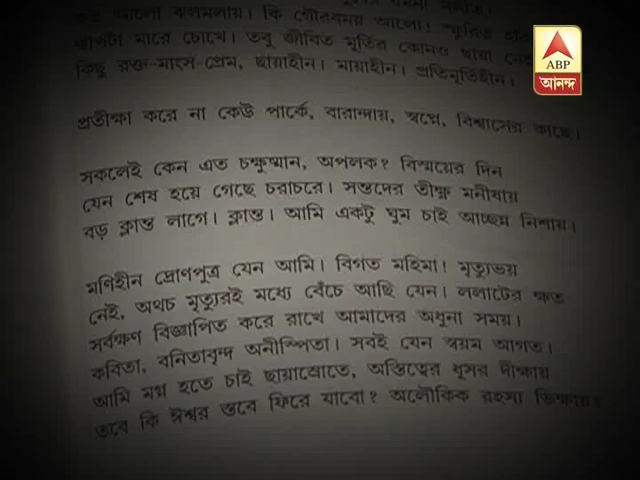 আলো ঝলমলায়। কি গৌরবময় আলো! স্ফুরিত
ঝাপটা মারে চোখে। তবু জীবিত মূর্তির কোনও ছায়া নেই
কিছু রক্ত-মাংস-প্রেম, ছায়াহীন। মায়াহীন। প্রতিমূর্তিহীন।
প্রতীক্ষা করে না কেউ পার্কে, বারান্দায়, স্বপ্নে, বিশ্বাসের কাছে।
সকলেই কেন এত চক্ষুষ্মান, অপলক? বিস্ময়ের দিন
যেন শেষ হয়ে গেছে চরাচরে। সন্তদের তীক্ষ্ণ মনীষায়
বড় ক্লান্ত লাগে। ক্লান্ত। আমি একটু ঘুম চাই আচ্ছন্ন নিশায়।
মণিহীন দ্রোণপুত্র যেন আমি। বিগত মহিমা! মৃত্যুভয়
নেই, অথচ মৃত্যুরই মধ্যে বেঁচে আছি যেন। ললাটের ক্ষত
সর্বক্ষণ বিজ্ঞাপিত করে রাখে আমাদের অধুনা সময়।
কবিতা, বনিতাবৃন্দ অনীপ্সিতা। সবই যেন স্বয়ম আগত।
আমি মগ্ন হতে চাই ছায়াস্রোতে, অস্তিত্বের ধূসর দীক্ষায়
তবে কি ঈশ্বর স্তবে ফিরে যাবো? অলৌকিক রহস্য ভিক্ষায়?
ABP
আনন্দ